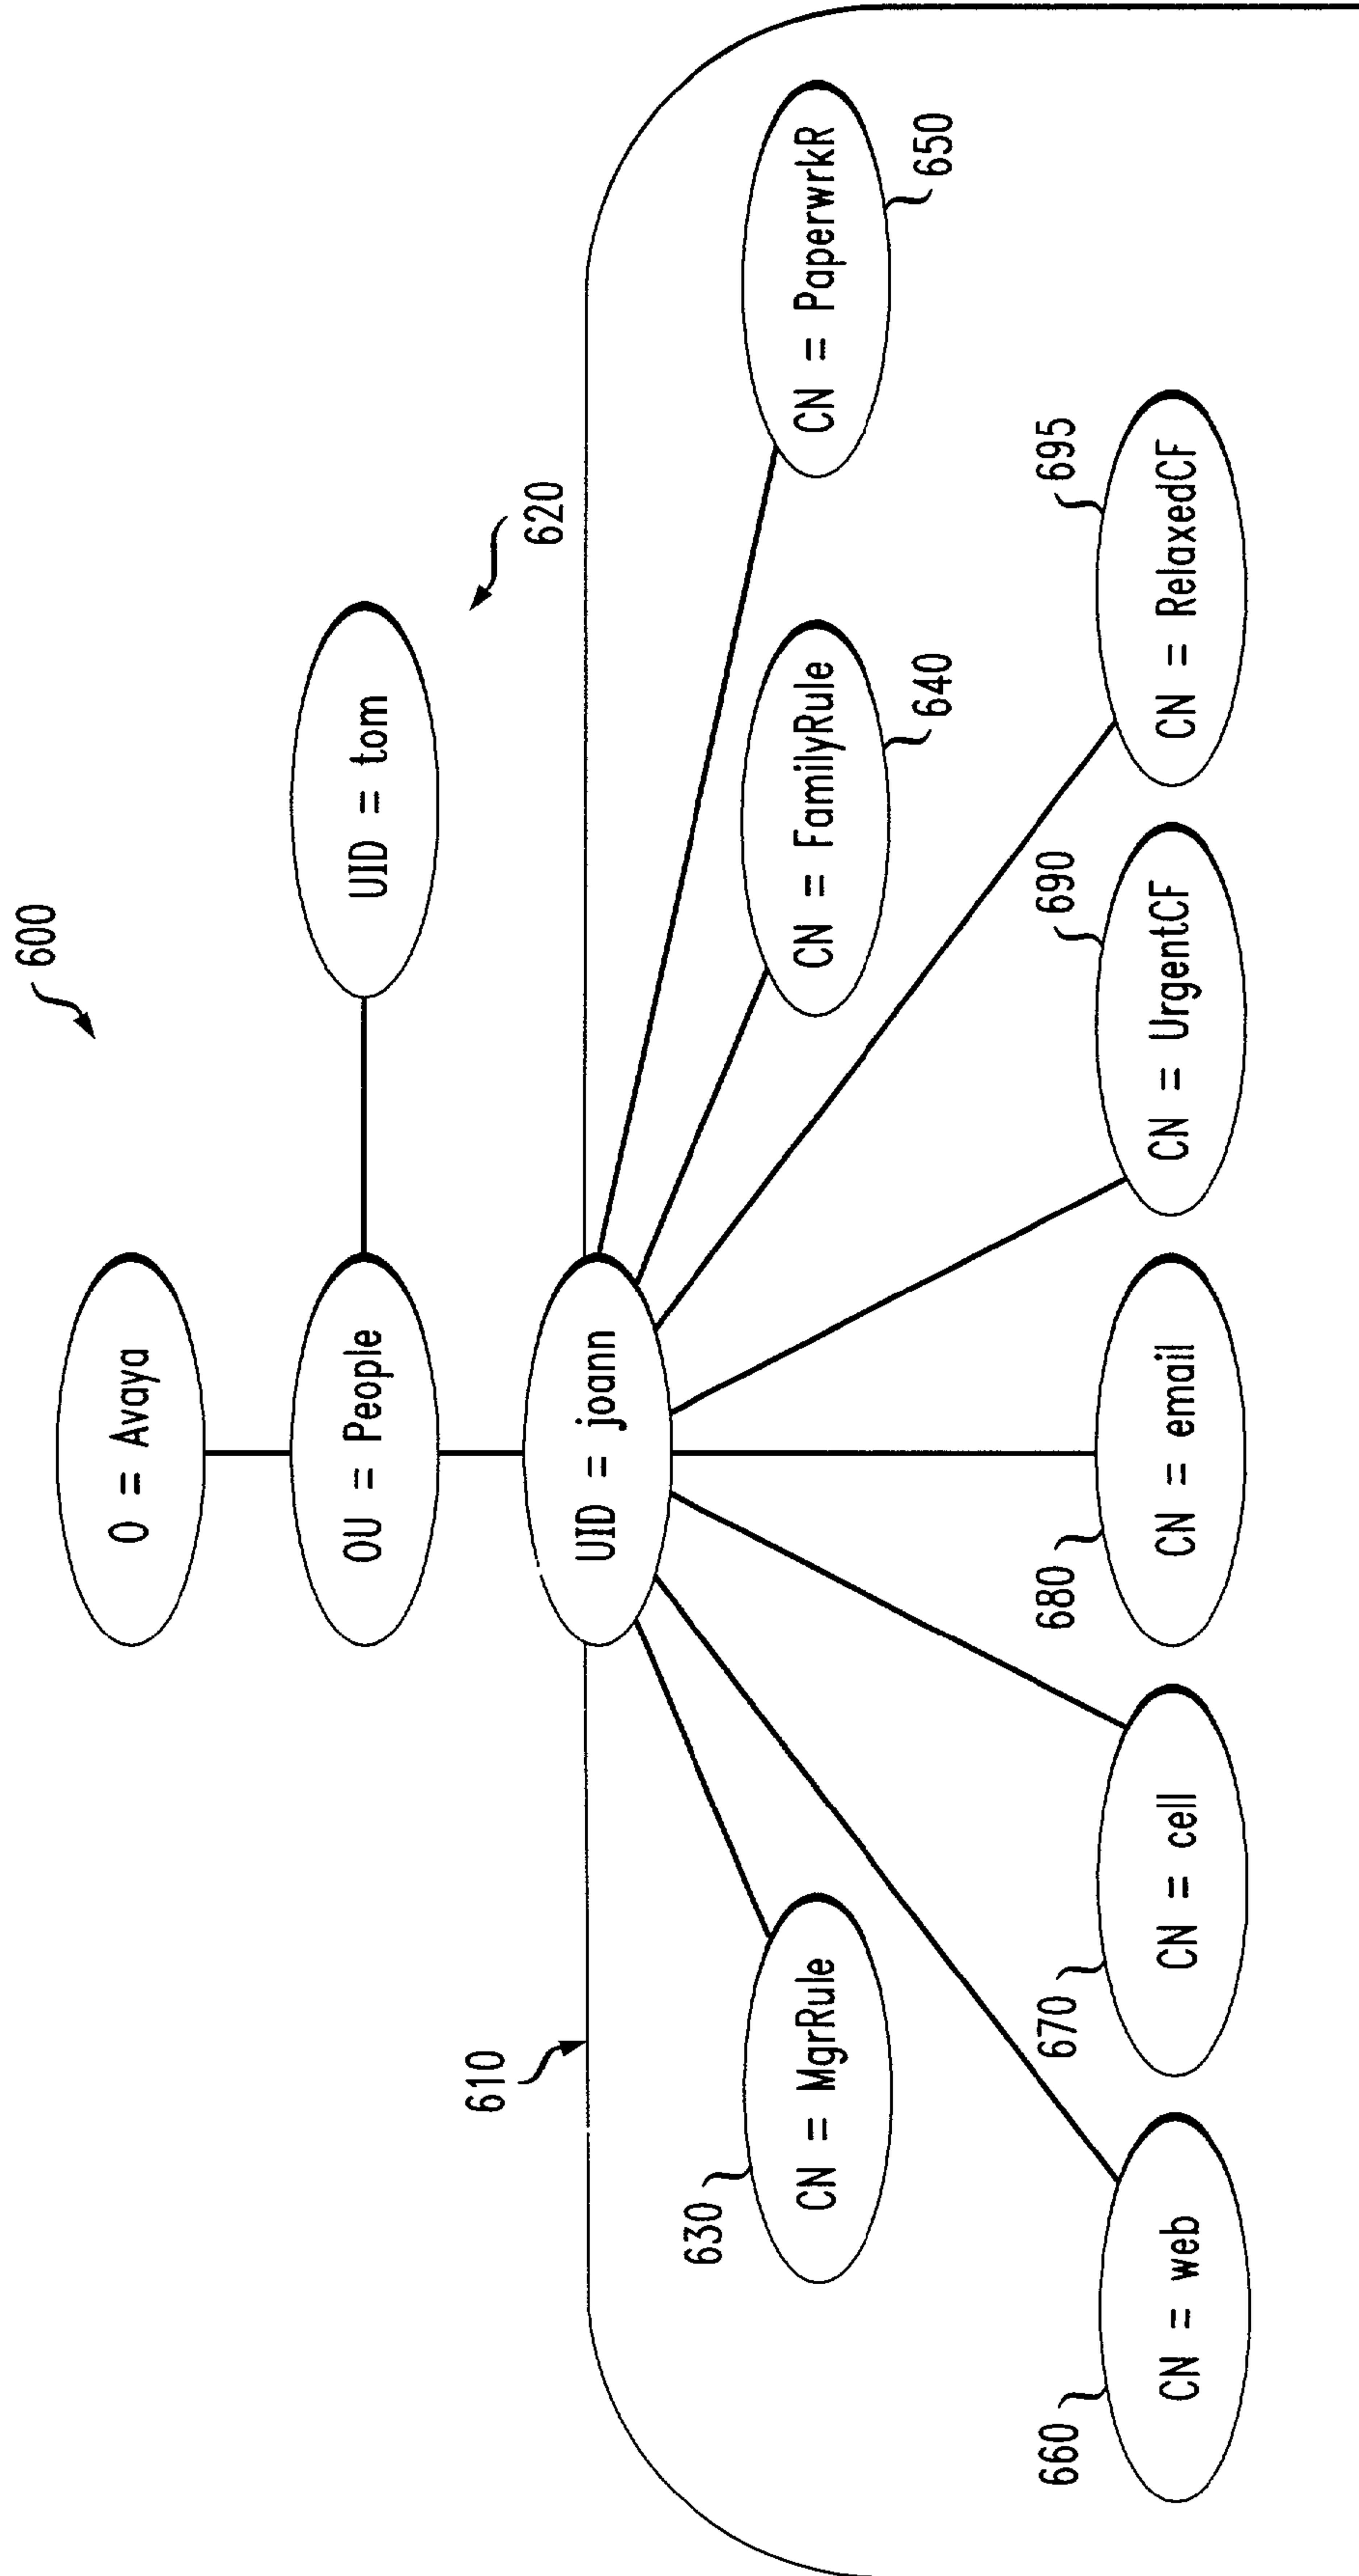 600
O = Avaya
OU = People
UID = tom
620
610
UID = joann
630
CN = MgrRule
CN = FamilyRule
640
CN = PaperwrkR
650
660
CN = web
670
CN = cell
680
CN = email
690
CN = UrgentCF
695
CN = RelaxedCF